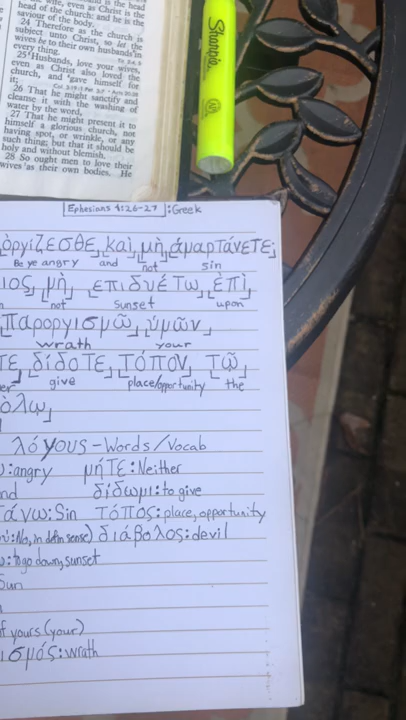 wife, even as Christ is the
head of the church: and he is the
saviour of the body.
24 Therefore as the church is
subject unto Christ, so let the
wives be to their own husbands in
every thing.
25 Husbands, love your wives,
even as Christ also loved the
church, and gave himself for
it;
26 That he might sanctify and
cleanse it with the washing of
water by the word,
27 That he might present it to
himself a glorious church, not
having spot, or wrinkle, or any
such thing; but that it should be
holy and without blemish.
28 So ought men to love their
wives as their own bodies. He
Sharpie
Ephesians 4:26-27 :Greek
ὀργίζεσθε καὶ μὴ ἁμαρτάνετε
Be ye angry and not sin
ιος μὴ επιδυέτω ἐπὶ
not sunset upon
παροργισμῶ ὑμῶν
wrath your
ΤΕ δίδοτε τόπον τῷ
give place/opportunity the
όλω
λόγους - Words/Vocab
:angry μήτε: Neither
nd δίδωμι: to give
τάνω: Sin τόπος: place, opportunity
διάβολος: devil
: to go down, sunset
Sun
f yours (your)
ισμός: wrath